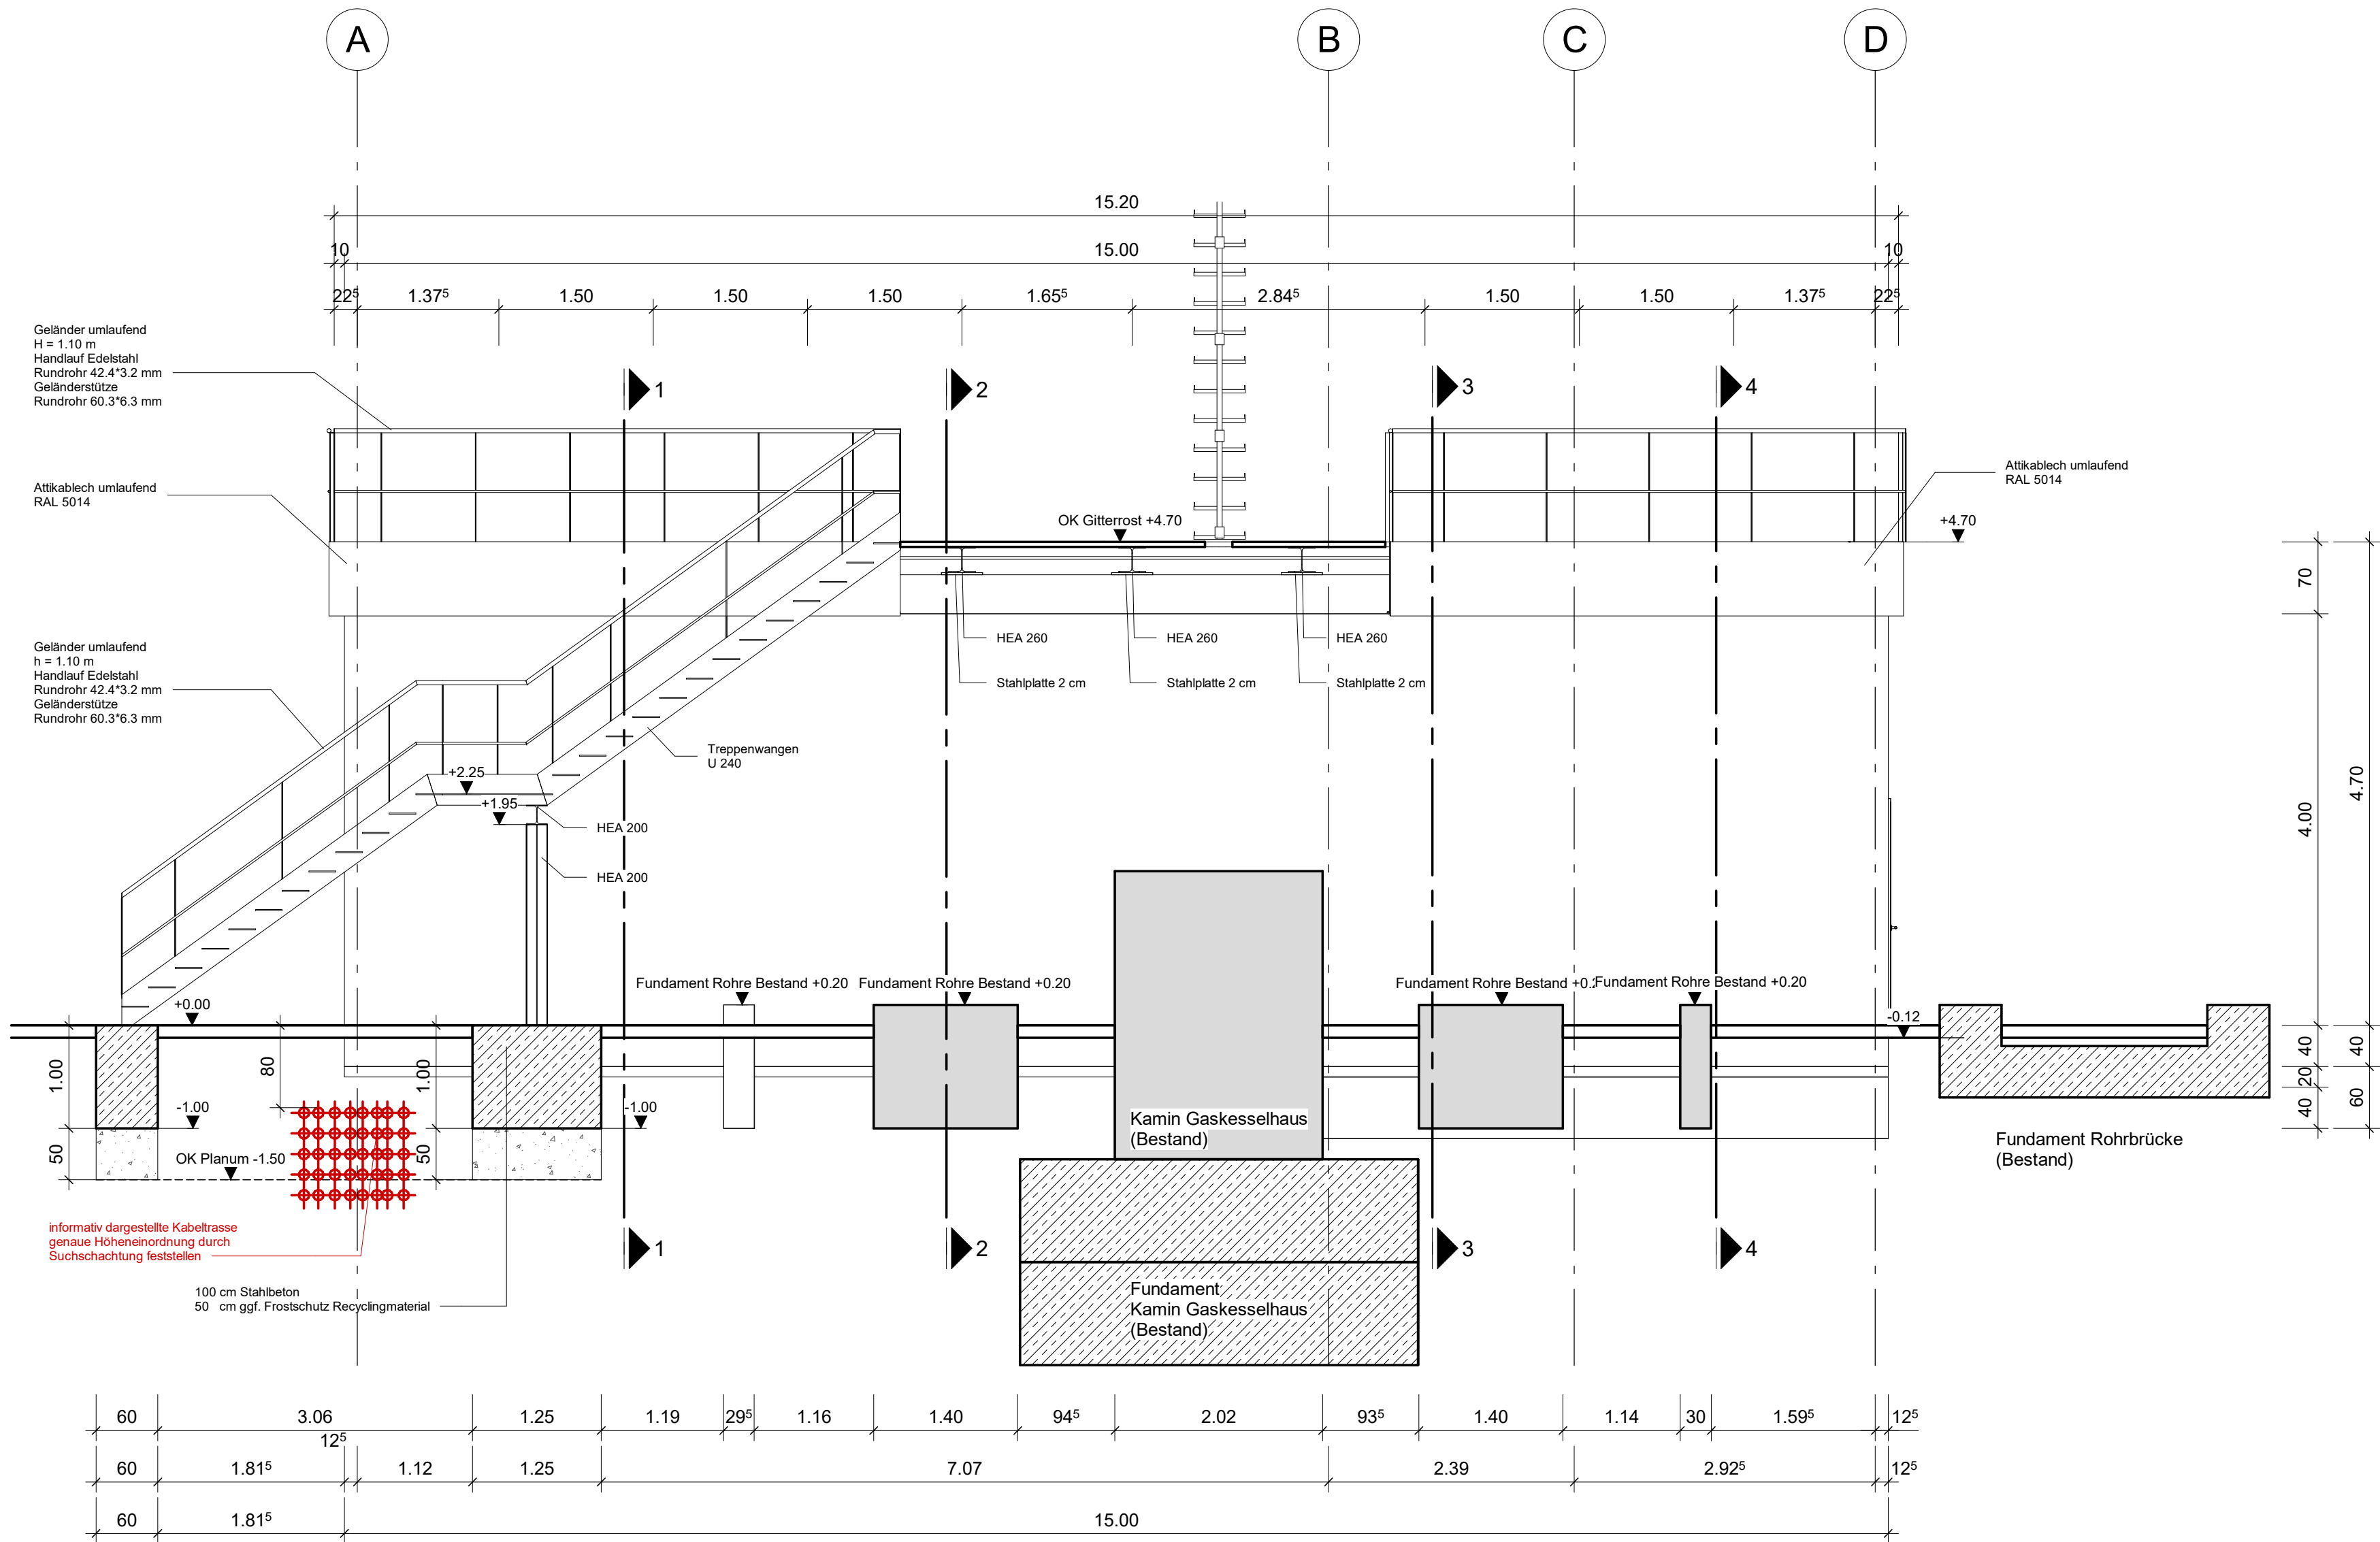 A
B
C
D
15.20
10
15.00
10
22⁵
1.37⁵
1.50
1.50
1.50
1.65⁵
2.84⁵
1.50
1.50
1.37⁵
22⁵
Geländer umlaufend
H = 1.10 m
Handlauf Edelstahl
Rundrohr 42.4*3.2 mm
Geländerstütze
Rundrohr 60.3*6.3 mm
1
2
3
4
Attikablech umlaufend
RAL 5014
Attikablech umlaufend
RAL 5014
OK Gitterrost +4.70
+4.70
70
HEA 260
HEA 260
HEA 260
Geländer umlaufend
h = 1.10 m
Handlauf Edelstahl
Rundrohr 42.4*3.2 mm
Geländerstütze
Rundrohr 60.3*6.3 mm
Stahlplatte 2 cm
Stahlplatte 2 cm
Stahlplatte 2 cm
Treppenwangen
U 240
+2.25
+1.95
4.70
4.00
HEA 200
HEA 200
Fundament Rohre Bestand +0.20
Fundament Rohre Bestand +0.20
Fundament Rohre Bestand +0.
Fundament Rohre Bestand +0.20
+0.00
-0.12
1.00
80
1.00
40
40
20
40
60
-1.00
-1.00
Kamin Gaskesselhaus
(Bestand)
Fundament Rohrbrücke
(Bestand)
50
OK Planum -1.50
50
informativ dargestellte Kabeltrasse
genaue Höheneinordnung durch
Suchschachtung feststellen
1
2
3
4
100 cm Stahlbeton
50 cm ggf. Frostschutz Recyclingmaterial
Fundament
Kamin Gaskesselhaus
(Bestand)
60
3.06
1.25
1.19
29⁵
1.16
1.40
94⁵
2.02
93⁵
1.40
1.14
30
1.59⁵
12⁵
12⁵
60
1.81⁵
1.12
1.25
7.07
2.39
2.92⁵
12⁵
60
1.81⁵
15.00